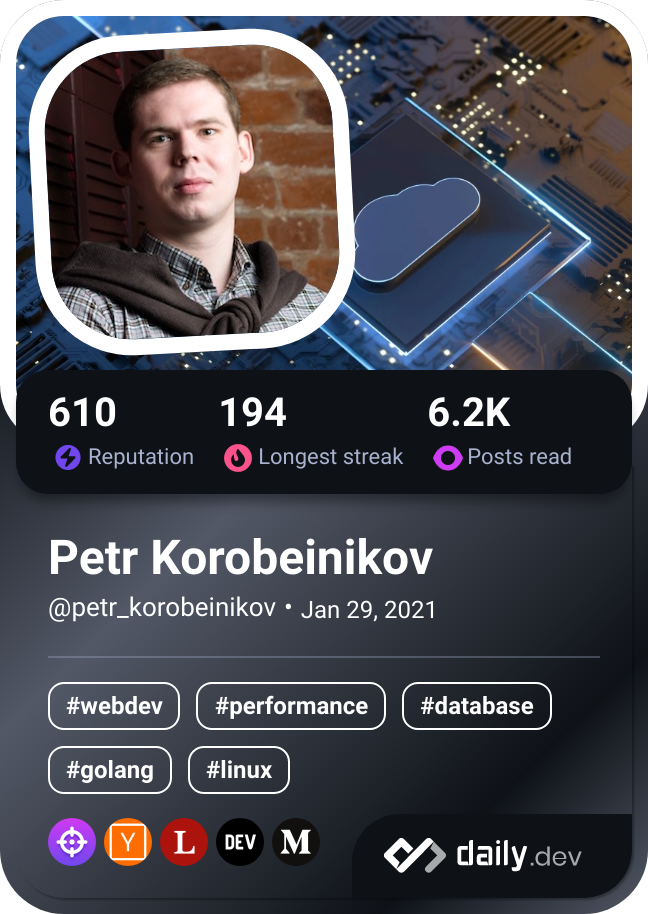 610 194 6.2K
Reputation Longest streak Posts read
Petr Korobeinikov
@petr_korobeinikov • Jan 29, 2021
#webdev #performance #database
#golang #linux
Y L DEV M daily.dev